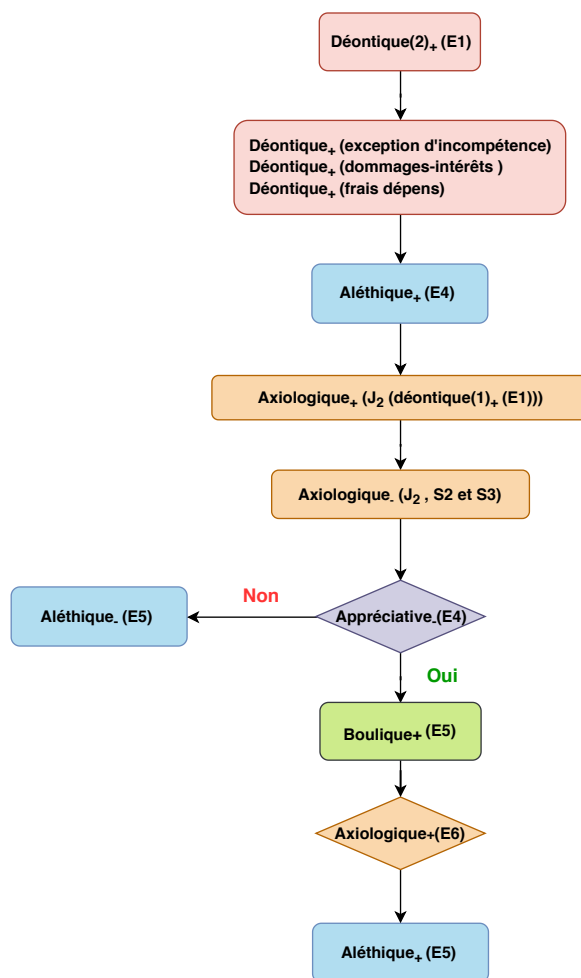 Déontique(2)₊ (E1)
Déontique₊ (exception d'incompétence)
Déontique₊ (dommages-intérêts )
Déontique₊ (frais dépens)
Aléthique₊ (E4)
Axiologique₊ (J₂ (déontique(1)₊ (E1)))
Axiologique₋ (J₂ , S2 et S3)
Appréciative₋(E4)
Non
Aléthique₋ (E5)
Oui
Boulique+ (E5)
Axiologique+(E6)
Aléthique₊ (E5)